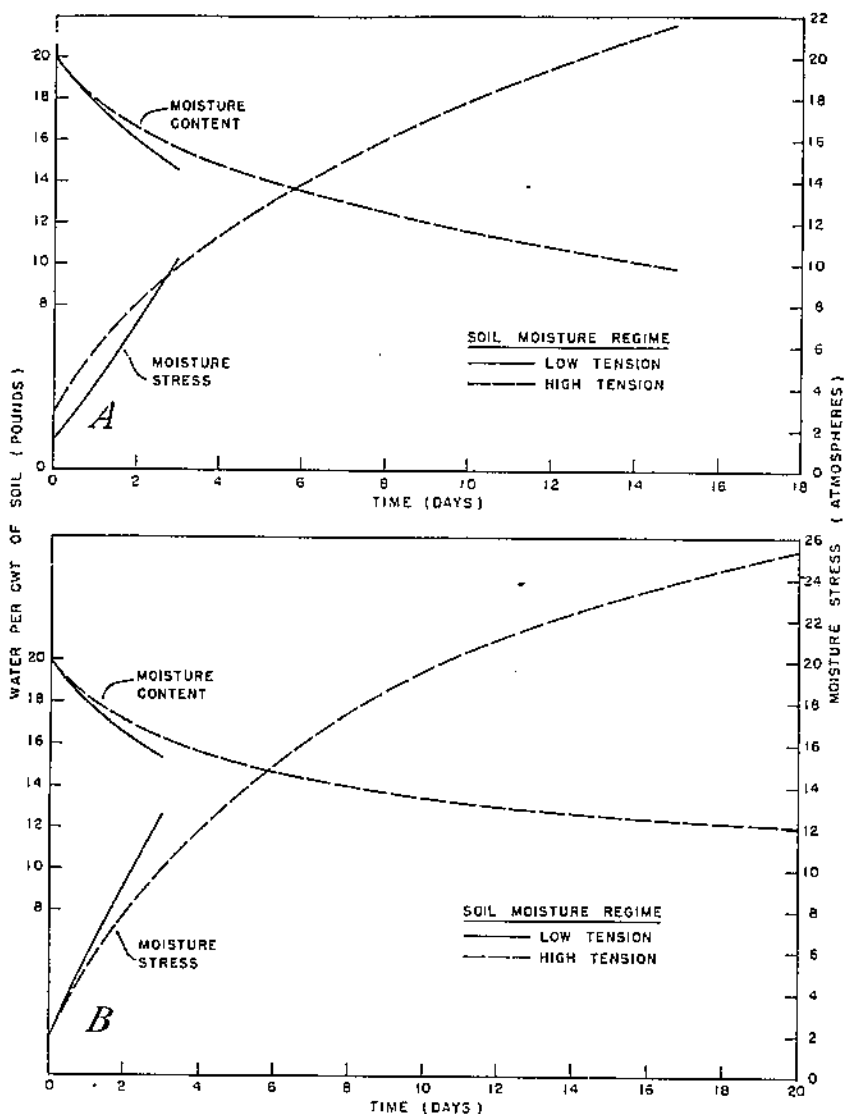 WATER PER CWT OF SOIL (POUNDS)
20
18
16
14
12
10
8
0
MOISTURE
CONTENT
MOISTURE
STRESS
A
SOIL MOISTURE REGIME
LOW TENSION
HIGH TENSION
22
20
18
16
14
12
10
8
6
4
2
0
0 2 4 6 8 10 12 14 16 18
TIME (DAYS)
MOISTURE STRESS (ATMOSPHERES)
20
18
16
14
12
10
8
MOISTURE
CONTENT
MOISTURE
STRESS
B
SOIL MOISTURE REGIME
LOW TENSION
HIGH TENSION
26
24
22
20
18
16
14
12
10
8
6
4
2
0
0 2 4 6 8 10 12 14 16 18 20
TIME (DAYS)